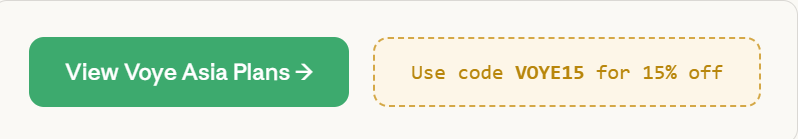 View Voye Asia Plans →
Use code VOYE15 for 15% off